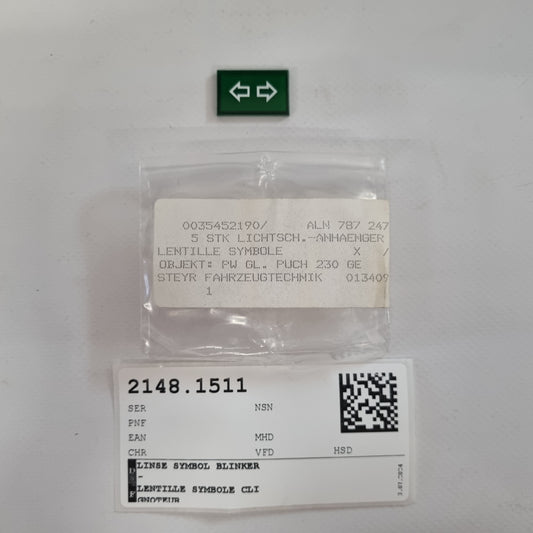 0035452190/ ALN 787 247
5 STK LICHTSCH.-ANHAENGER
LENTILLE SYMBOLE X /
OBJEKT: PW GL. PUCH 230 GE
STEYR FAHRZEUGTECHNIK 013409
1
2148.1511
SER NSN
PNF
EAN MHD
CHR VFD HSD
D LINSE SYMBOL BLINKER
-
F LENTILLE SYMBOLE CLI
GNOTEUR